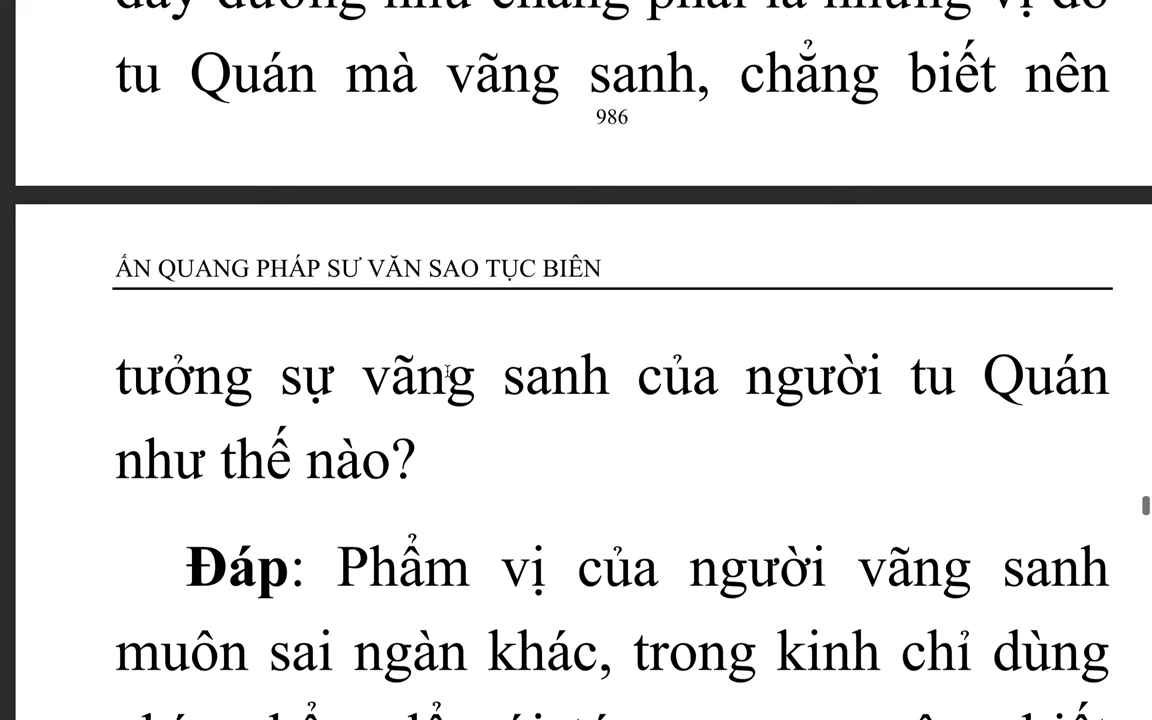 tu Quán mà vãng sanh, chẳng biết nên
986
ẤN QUANG PHÁP SƯ VĂN SAO TỤC BIÊN
tưởng sự vãng sanh của người tu Quán
như thế nào?
Đáp: Phẩm vị của người vãng sanh
muôn sai ngàn khác, trong kinh chỉ dùng